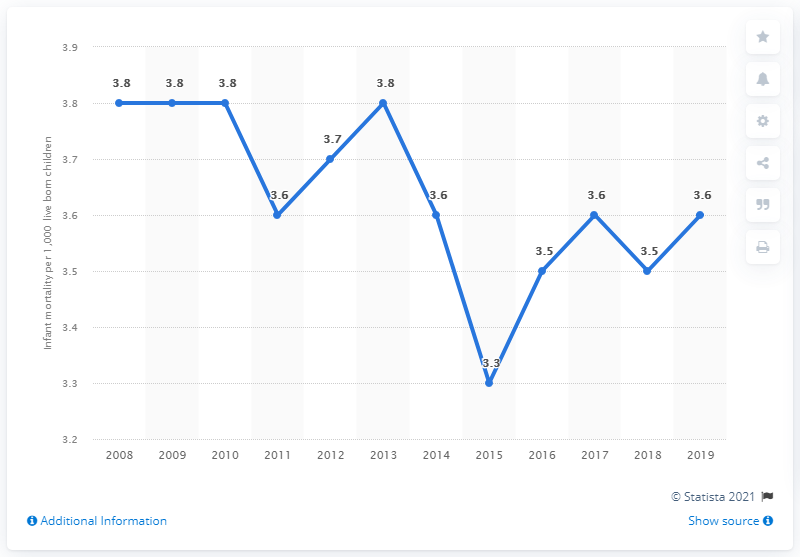 3.9
3.8
3.7
3.6
3.5
3.4
3.3
3.2
Infant mortality per 1,000 live born children
3.8 3.8 3.8 3.6 3.7 3.8 3.6 3.3 3.5 3.6 3.5 3.6
2008 2009 2010 2011 2012 2013 2014 2015 2016 2017 2018 2019
© Statista 2021
Additional Information
Show source